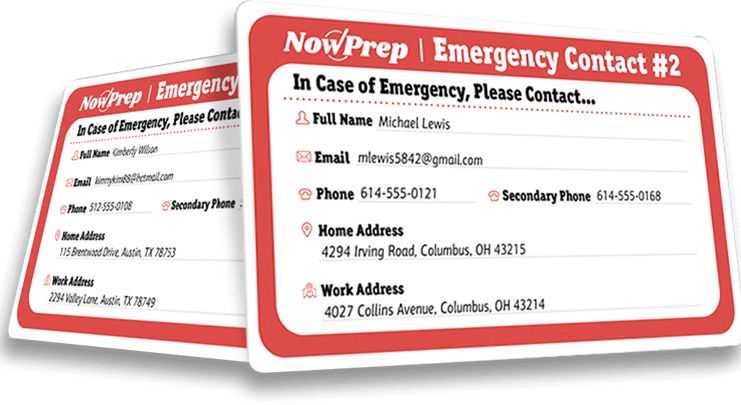 NowPrep | Emergency
In Case of Emergency, Please Contac
Full Name Kimberly Wilson
Email kimmykim88@hotmail.com
Phone 512-555-0108 Secondary Phone
Home Address
115 Brentwood Drive, Austin, TX 78753
Work Address
2294 Valley Lane, Austin, TX 78749
NowPrep | Emergency Contact #2
In Case of Emergency, Please Contact...
Full Name Michael Lewis
Email mlewis5842@gmail.com
Phone 614-555-0121 Secondary Phone 614-555-0168
Home Address
4294 Irving Road, Columbus, OH 43215
Work Address
4027 Collins Avenue, Columbus, OH 43214